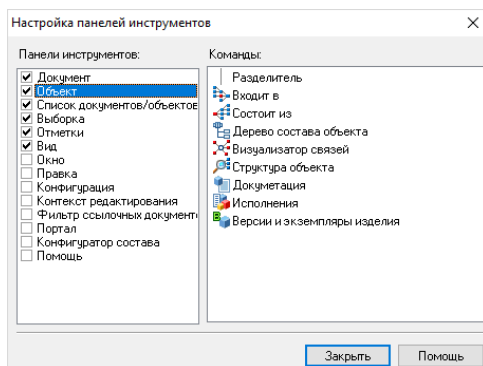 Настройка панелей инструментов
Панели инструментов:
Команды:
Документ
Объект
Список документов/объектов
Выборка
Отметки
Вид
Окно
Правка
Конфигурация
Контекст редактирования
Фильтр ссылочных документ
Портал
Конфигуратор состава
Помощь
Разделитель
Входит в
Состоит из
Дерево состава объекта
Визуализатор связей
Структура объекта
Докуметация
Исполнения
Версии и экземпляры изделия
Закрыть
Помощь